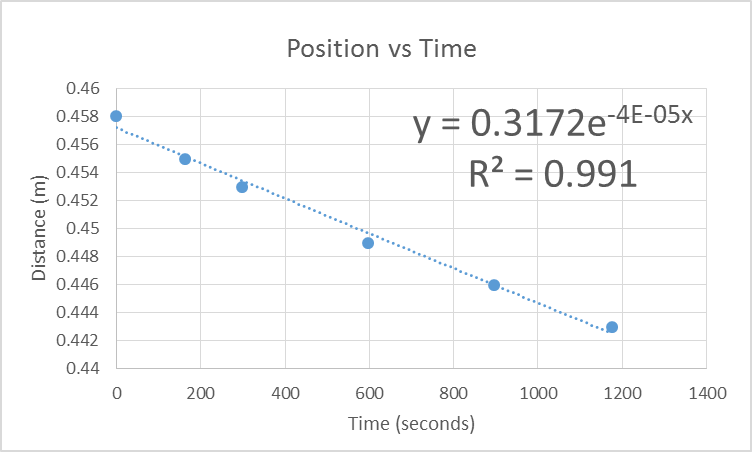 Position vs Time
0.46
0.458
0.456
0.454
0.452
0.45
0.448
0.446
0.444
0.442
0.44
y = 0.3172e^-4E-05x
R² = 0.991
Distance (m)
0 200 400 600 800 1000 1200 1400
Time (seconds)